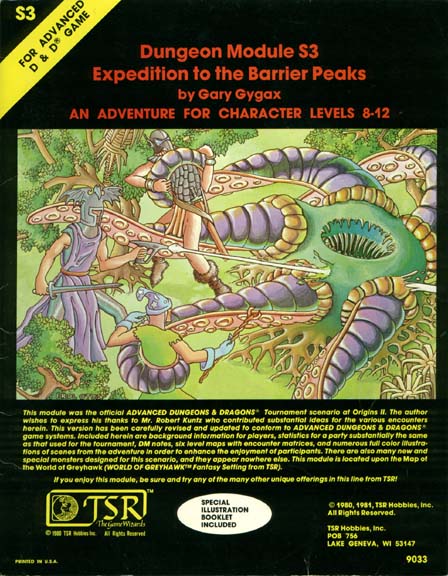 S3
FOR ADVANCED
D & D® GAME
Dungeon Module S3
Expedition to the Barrier Peaks
by Gary Gygax
AN ADVENTURE FOR CHARACTER LEVELS 8-12
This module was the official ADVANCED DUNGEONS & DRAGONS® Tournament scenario at Origins II. The author
wishes to express his thanks to Mr. Robert Kuntz who contributed substantial ideas for the various encounters
herein. This version has been carefully revised and updated to conform to ADVANCED DUNGEONS & DRAGONS®
game systems. Included herein are background information for players, statistics for a party substantially the same
as that used for the tournament, DM notes, six level maps with encounter matrices, and numerous full color illustra-
tions of scenes from the adventure in order to enhance the enjoyment of participants. There are also many new and
special monsters designed for this scenario, and they appear nowhere else. This module is located upon the Map of
The World of Greyhawk (WORLD OF GREYHAWK™ Fantasy Setting from TSR).
If you enjoy this module, be sure and try any of the many other unique offerings in this line from TSR!
TSR
The Game Wizards
© 1980 TSR Hobbies Inc. All Rights Reserved
SPECIAL
ILLUSTRATION
BOOKLET
INCLUDED
© 1980, 1981, TSR Hobbies, Inc.
All Rights Reserved.
TSR Hobbies, Inc.
POB 756
LAKE GENEVA, WI 53147
PRINTED IN U.S.A.
9033